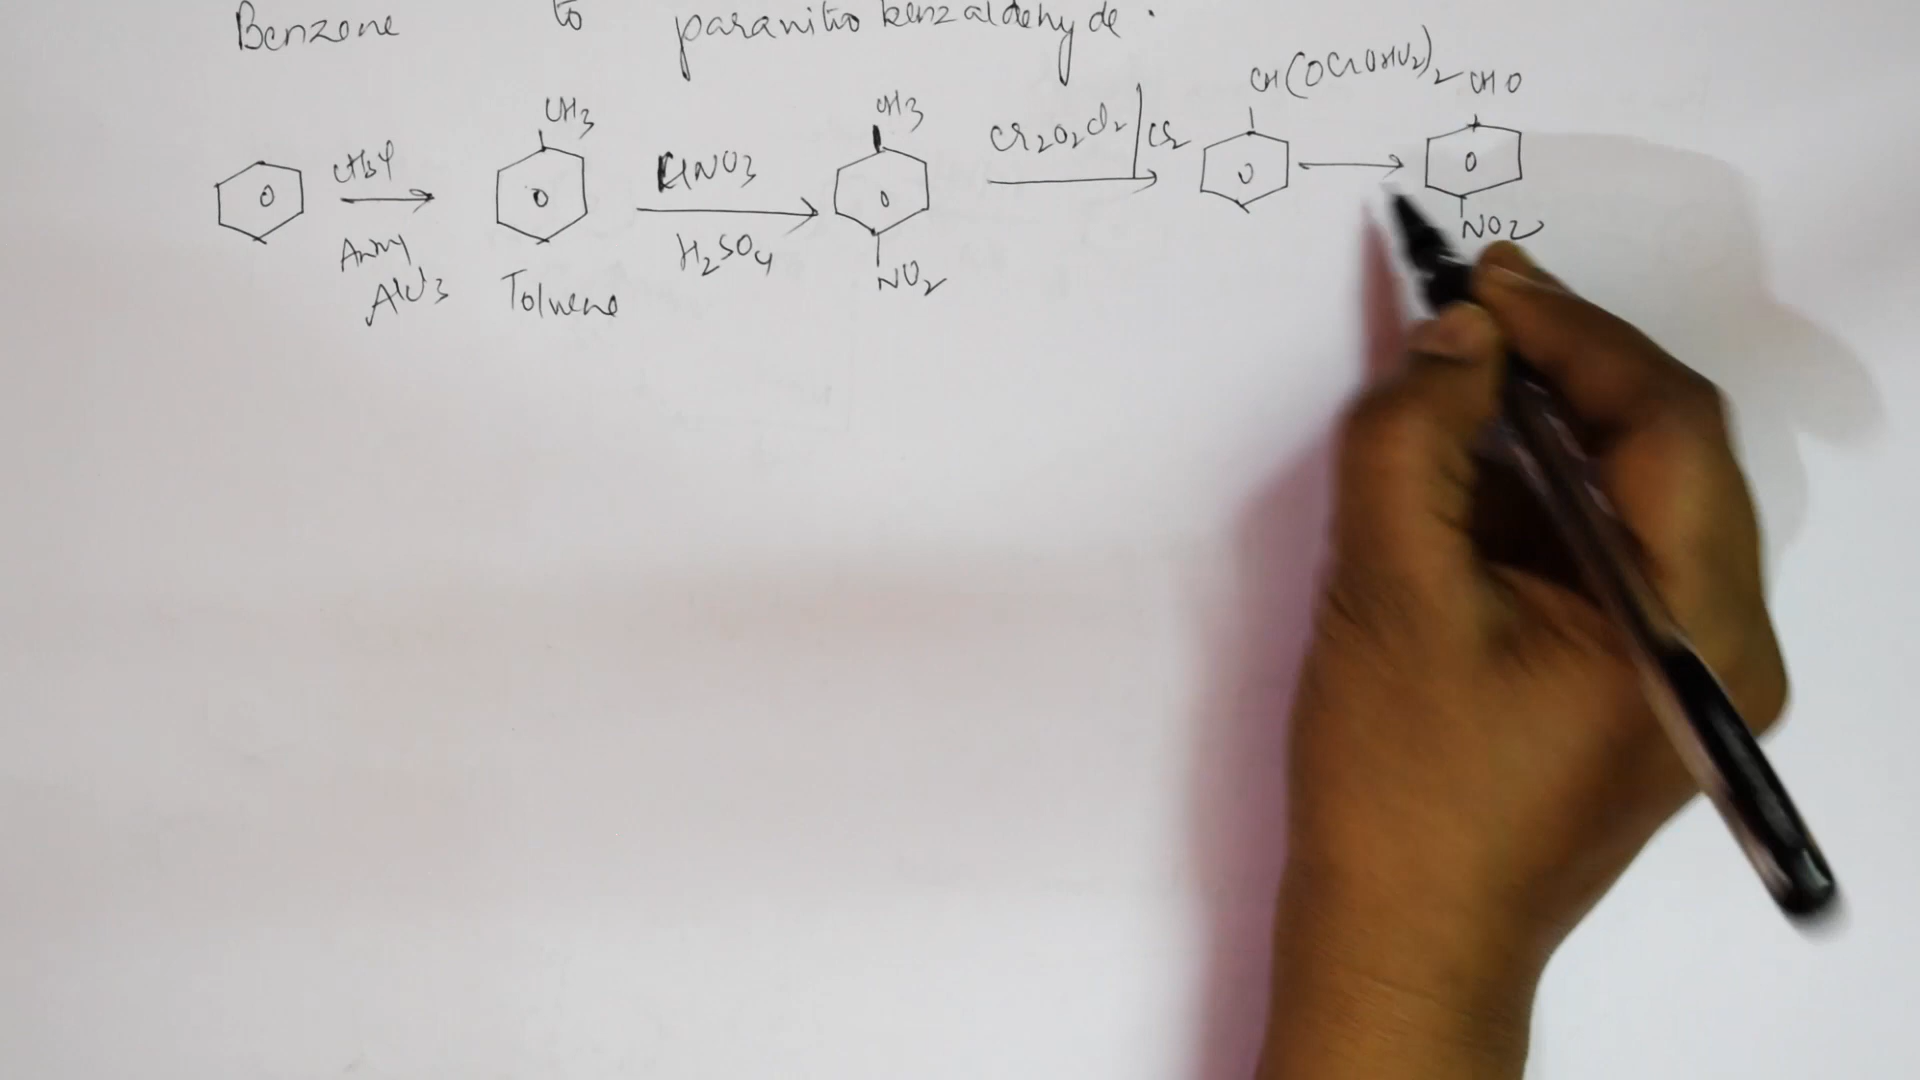 Benzene to paranitro benzaldehyde.
CH3 CH3 CH(OCrOHCl2)2 CHO
CH3Cl HNO3 Cr2O2Cl2/CS2
Anhy H2SO4 NO2 NO2
AlCl3 Toluene